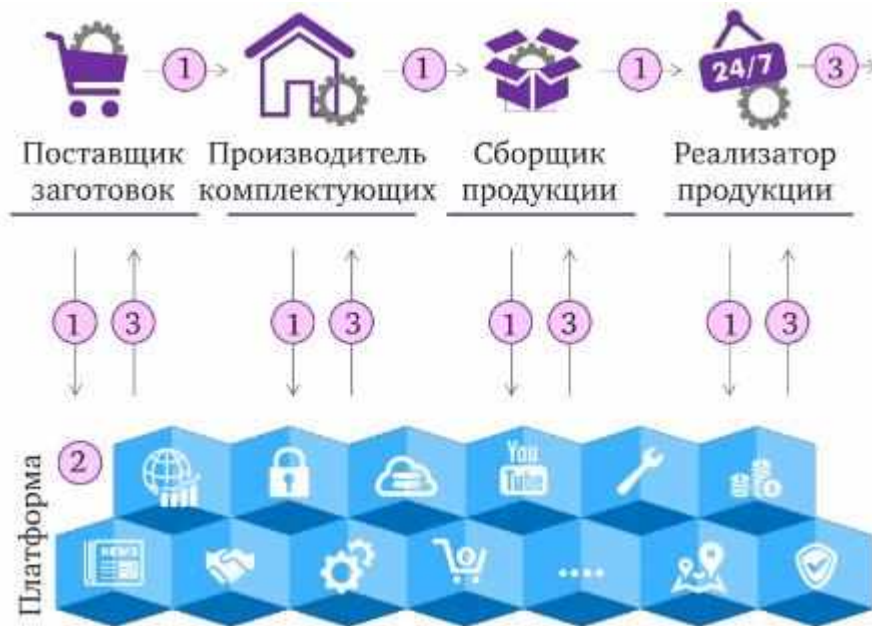 1
1
24/7
1
3
Поставщик
заготовок
Производитель
комплектующих
Сборщик
продукции
Реализатор
продукции
1
3
1
3
1
3
1
3
Платформа
2
You
Tube
NEWS
....